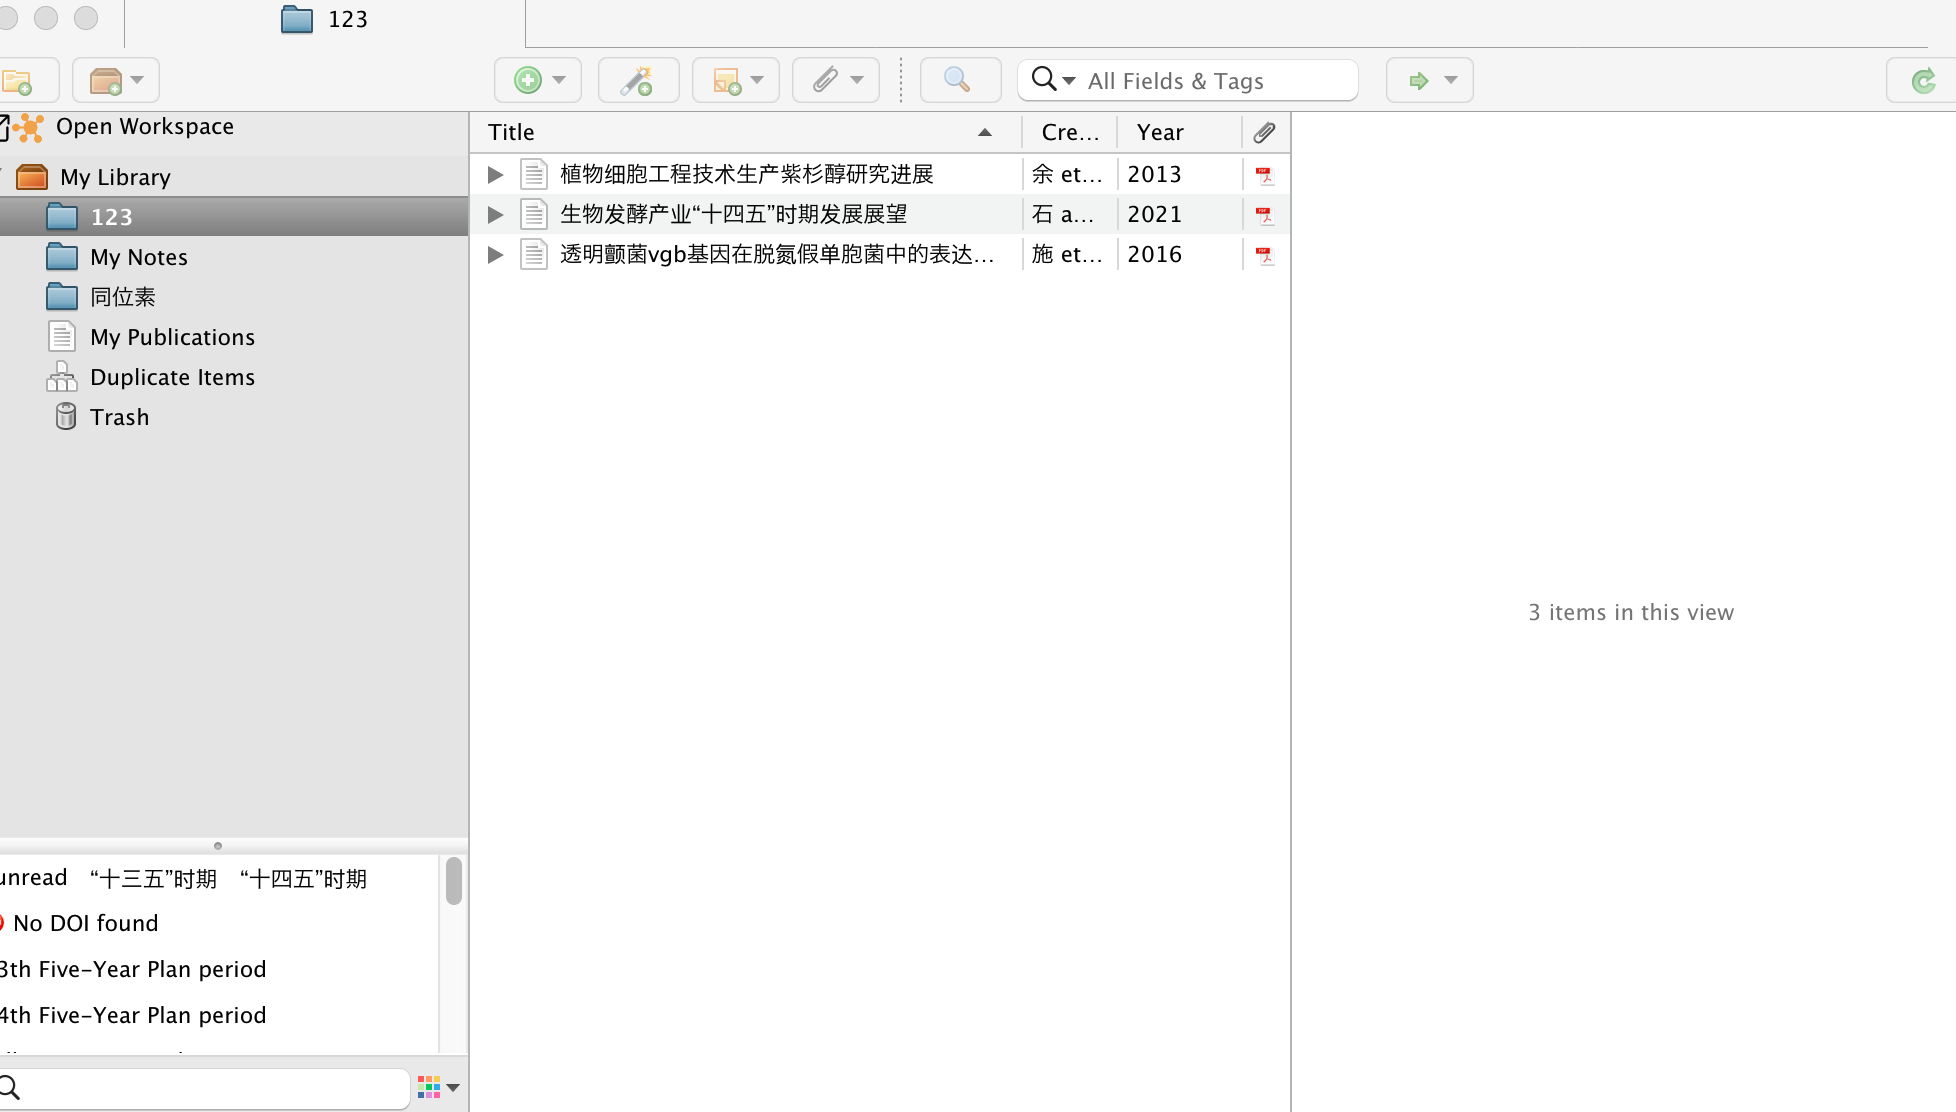 123
All Fields & Tags
Open Workspace
My Library
123
My Notes
同位素
My Publications
Duplicate Items
Trash
Title Cre... Year
植物细胞工程技术生产紫杉醇研究进展 余 et... 2013
生物发酵产业“十四五”时期发展展望 石 a... 2021
透明颤菌vgb基因在脱氮假单胞菌中的表达... 施 et... 2016
3 items in this view
unread “十三五”时期 “十四五”时期
No DOI found
3th Five-Year Plan period
4th Five-Year Plan period